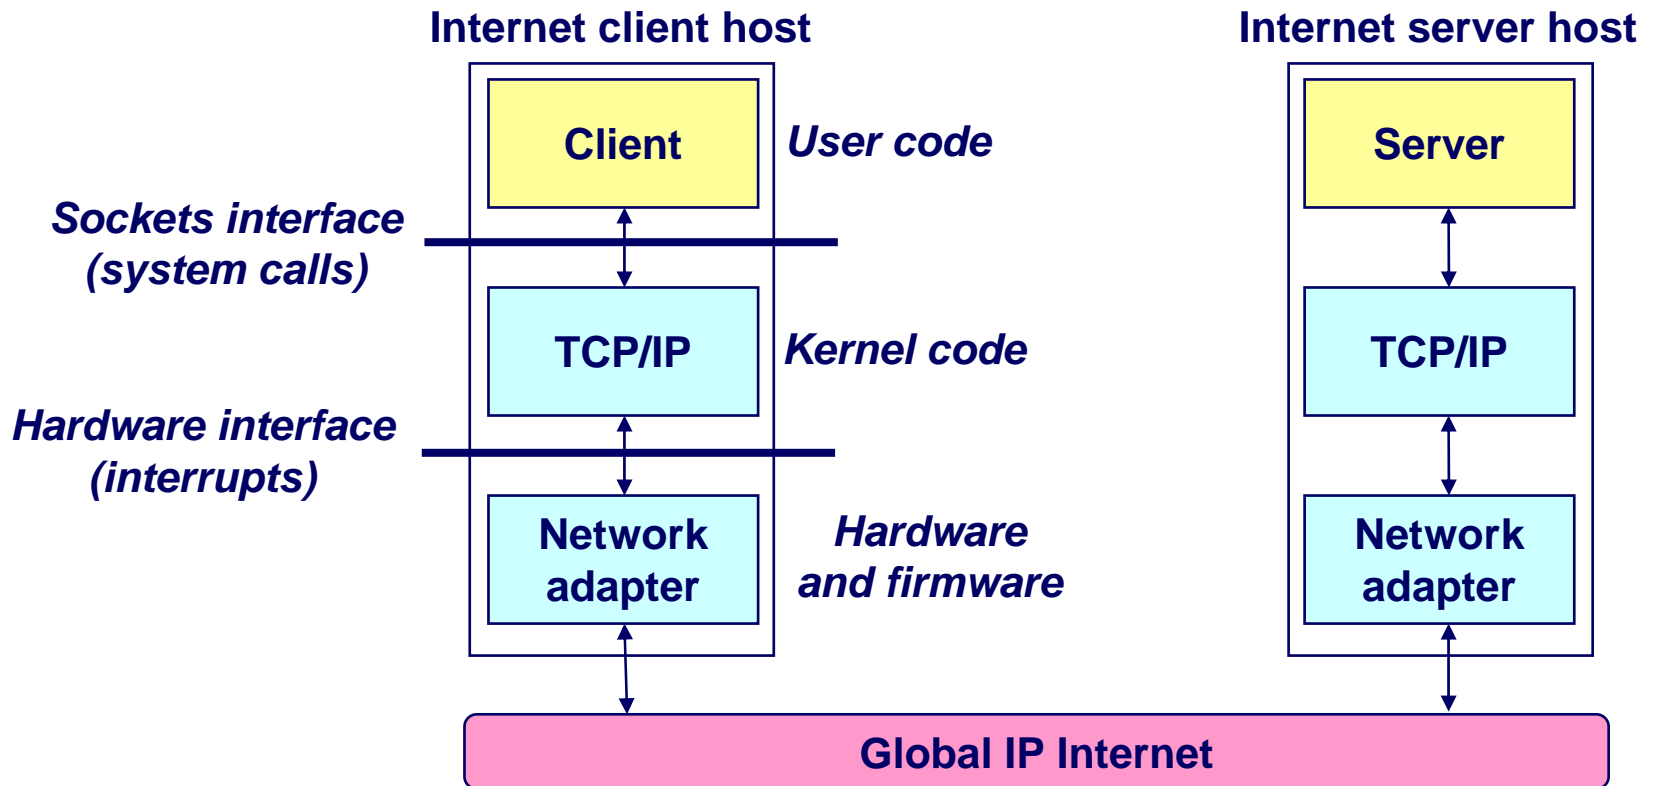 Internet client host
Internet server host
Client
User code
Server
Sockets interface
(system calls)
TCP/IP
Kernel code
TCP/IP
Hardware interface
(interrupts)
Network
adapter
Hardware
and firmware
Network
adapter
Global IP Internet